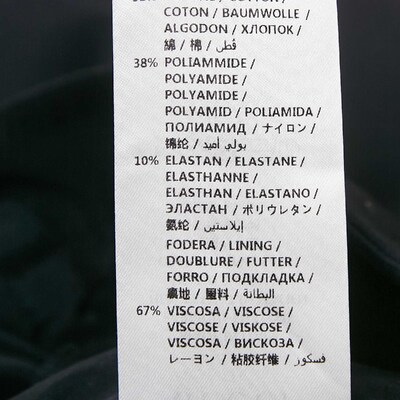 COTON / BAUMWOLLE /
ALGODON / ХЛОПОК /
綿 / 棉 / قطن /
38% POLIAMMIDE /
POLYAMIDE /
POLYAMIDE /
POLYAMID / POLIAMIDA /
ПОЛИАМИД / ナイロン /
锦纶 / بولي أميد /
10% ELASTAN / ELASTANE /
ELASTHANNE /
ELASTHAN / ELASTANO /
ЭЛАСТАН / ポリウレタン /
氨纶 / إيلاستين /
FODERA / LINING /
DOUBLURE / FUTTER /
FORRO / ПОДКЛАДКА /
裏地 / 里料 / البطانة /
67% VISCOSA / VISCOSE /
VISCOSE / VISKOSE /
VISCOSA / ВИСКОЗА /
レーヨン / 粘胶纤维 / فسكوز /